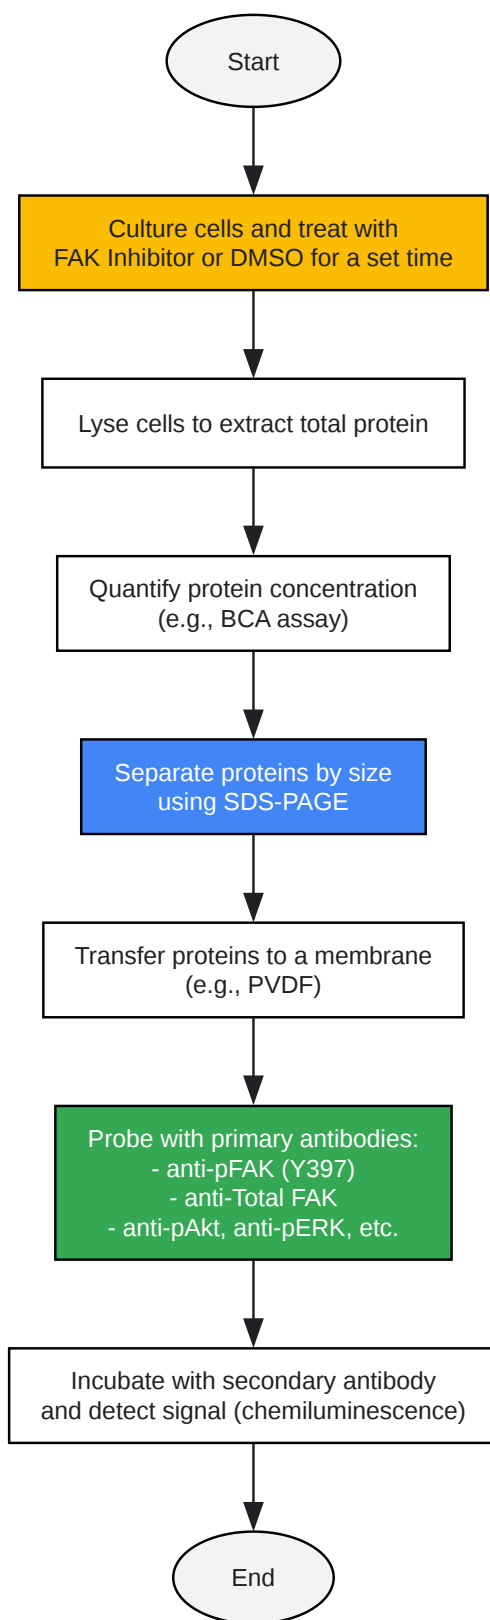 Start
Culture cells and treat with
FAK Inhibitor or DMSO for a set time
Lyse cells to extract total protein
Quantify protein concentration
(e.g., BCA assay)
Separate proteins by size
using SDS-PAGE
Transfer proteins to a membrane
(e.g., PVDF)
Probe with primary antibodies:
- anti-pFAK (Y397)
- anti-Total FAK
- anti-pAkt, anti-pERK, etc.
Incubate with secondary antibody
and detect signal (chemiluminescence)
End